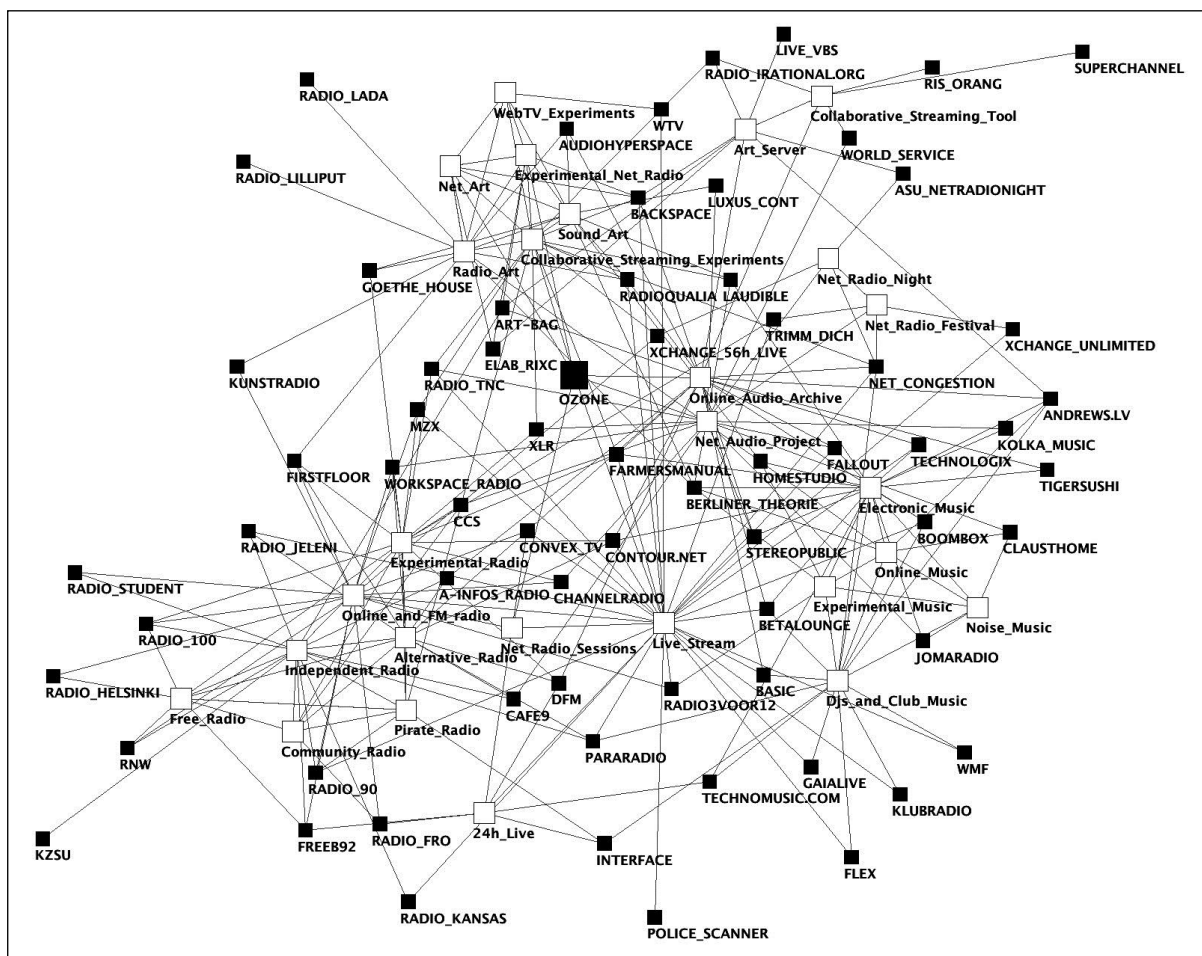 LIVE_VBS
RADIO_IRATIONAL.ORG
SUPERCHANNEL
RIS_ORANG
RADIO_LADA
WebTV_Experiments
Collaborative_Streaming_Tool
WTV
AUDIOHYPERSPACE
Art_Server
WORLD_SERVICE
RADIO_LILLIPUT
Net_Art
Experimental_Net_Radio
ASU_NETRADIONIGHT
LUXUS_CONT
BACKSPACE
Sound_Art
Radio_Art
Collaborative_Streaming_Experiments
Net_Radio_Night
GOETHE_HOUSE
RADIOQUALIA
LAUDIBLE
ART-BAG
Net_Radio_Festival
TRIMM_DICH
XCHANGE_UNLIMITED
XCHANGE_56h_LIVE
ELAB_RIXC
KUNSTRADIO
RADIO_TNC
OZONE
Online_Audio_Archive
NET_CONGESTION
ANDREWS.LV
MZX
XLR
Net_Audio_Project
KOLKA_MUSIC
FIRSTFLOOR
WORKSPACE_RADIO
FARMERSMANUAL
HOMESTUDIO
FALLOUT
TECHNOLOGIX
TIGERSUSHI
BERLINER_THEORIE
Electronic_Music
CCS
RADIO_JELENI
Experimental_Radio
CONVEX_TV
CONTOUR.NET
STEREOPUBLIC
BOOMBOX
CLAUSTHOME
Online_Music
RADIO_STUDENT
A-INFOS_RADIO
CHANNELRADIO
Experimental_Music
Online_and_FM_radio
BETALOUNGE
Noise_Music
RADIO_100
Alternative_Radio
Net_Radio_Sessions
Live_Stream
JOMARADIO
Independent_Radio
RADIO_HELSINKI
DFM
RADIO3VOOR12
BASIC
Djs_and_Club_Music
Free_Radio
CAFE9
Pirate_Radio
Community_Radio
RNW
PARARADIO
WMF
RADIO_90
TECHNOMUSIC.COM
GAIALIVE
KLUBRADIO
24h_Live
FREEB92
RADIO_FRO
KZSU
INTERFACE
FLEX
RADIO_KANSAS
POLICE_SCANNER